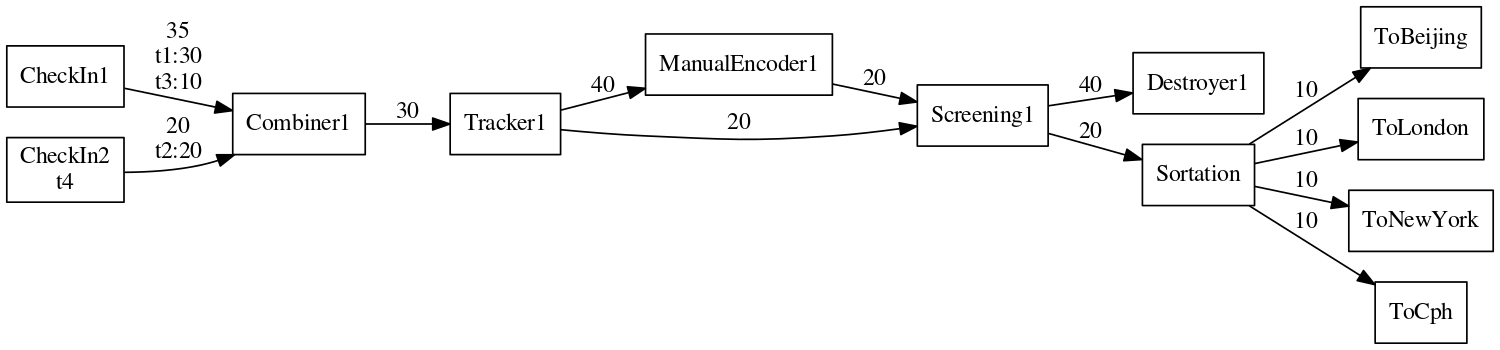 CheckIn1
35
t1:30
t3:10
CheckIn2
t4
20
t2:20
Combiner1
30
Tracker1
40
20
ManualEncoder1
20
Screening1
40
20
Destroyer1
Sortation
10
10
10
10
ToBeijing
ToLondon
ToNewYork
ToCph